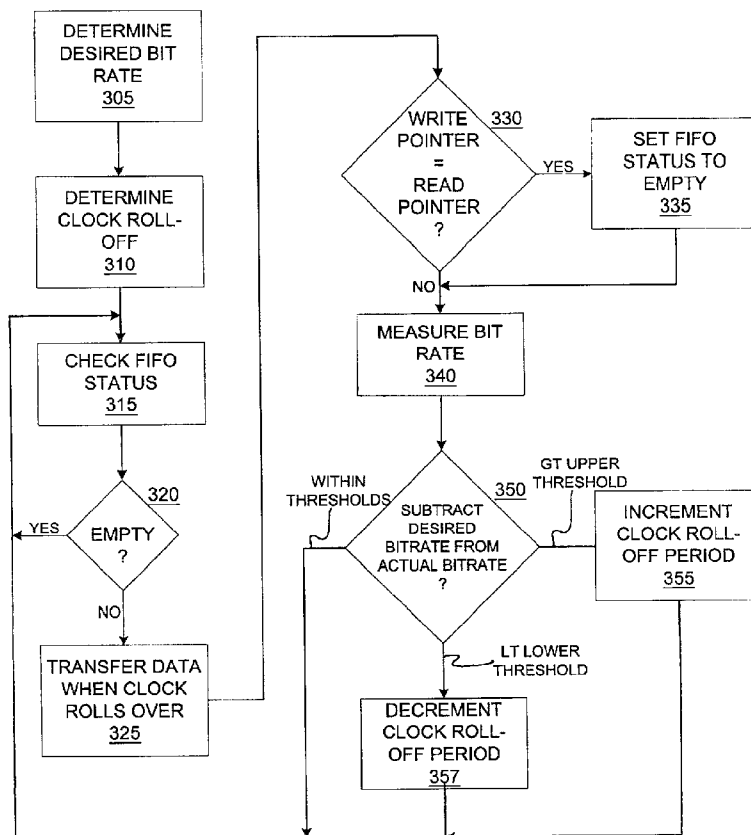 DETERMINE
DESIRED BIT
RATE
305
DETERMINE
CLOCK ROLL-
OFF
310
CHECK FIFO
STATUS
315
320
YES
EMPTY
?
NO
TRANSFER DATA
WHEN CLOCK
ROLLS OVER
325
330
WRITE
POINTER
=
READ
POINTER
?
YES
SET FIFO
STATUS TO
EMPTY
335
NO
MEASURE BIT
RATE
340
WITHIN
THRESHOLDS
350
SUBTRACT
DESIRED
BITRATE FROM
ACTUAL BITRATE
?
GT UPPER
THRESHOLD
INCREMENT
CLOCK ROLL-
OFF PERIOD
355
LT LOWER
THRESHOLD
DECREMENT
CLOCK ROLL-
OFF PERIOD
357